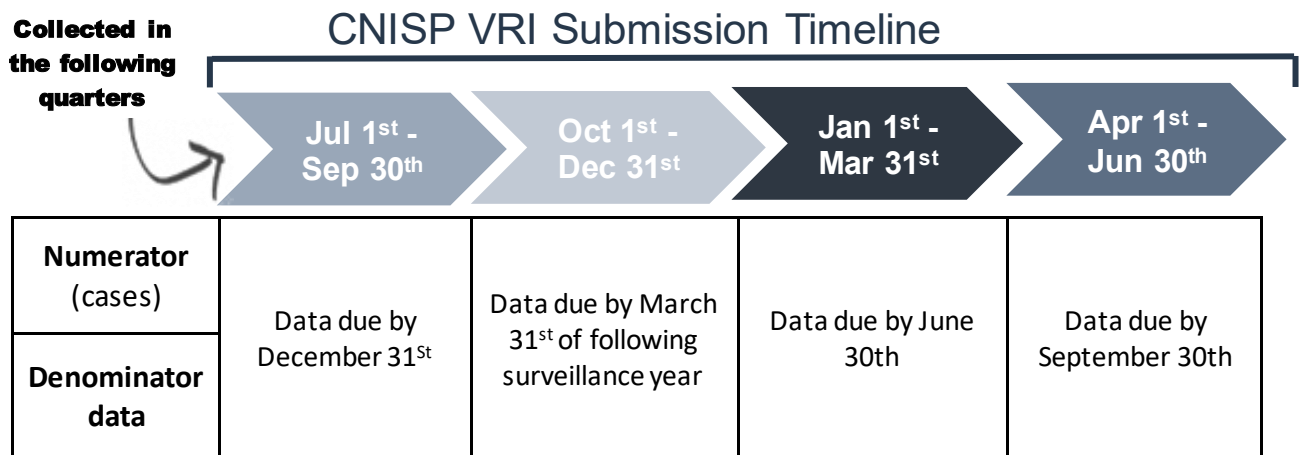 CNISP VRI Submission Timeline
Collected in
the following
quarters
Jul 1st -
Sep 30th
Oct 1st -
Dec 31st
Jan 1st -
Mar 31st
Apr 1st -
Jun 30th
Numerator
(cases)
Denominator
data
Data due by
December 31St
Data due by March
31st of following
surveillance year
Data due by June
30th
Data due by
September 30th